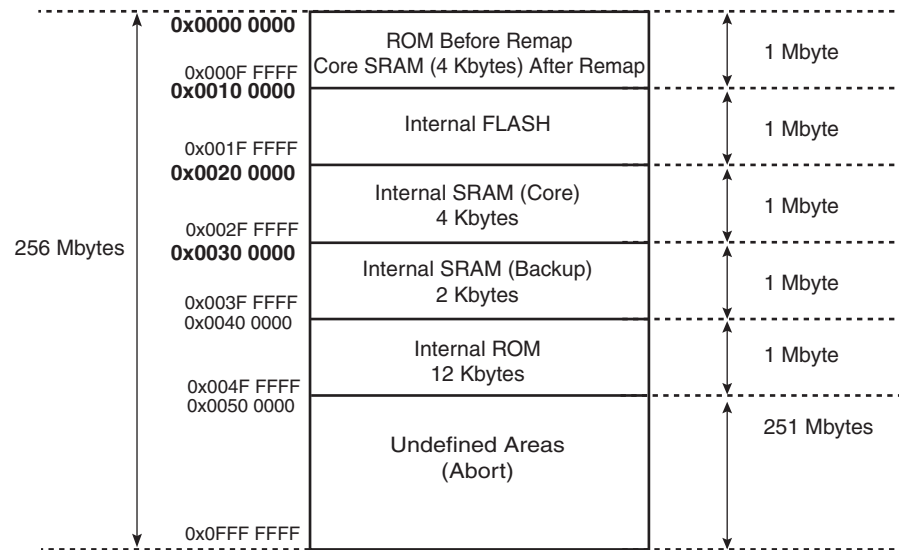 0x0000 0000
ROM Before Remap
Core SRAM (4 Kbytes) After Remap
1 Mbyte
0x000F FFFF
0x0010 0000
Internal FLASH
1 Mbyte
0x001F FFFF
0x0020 0000
Internal SRAM (Core)
4 Kbytes
1 Mbyte
0x002F FFFF
256 Mbytes
0x0030 0000
Internal SRAM (Backup)
2 Kbytes
1 Mbyte
0x003F FFFF
0x0040 0000
Internal ROM
12 Kbytes
1 Mbyte
0x004F FFFF
0x0050 0000
251 Mbytes
Undefined Areas
(Abort)
0x0FFF FFFF